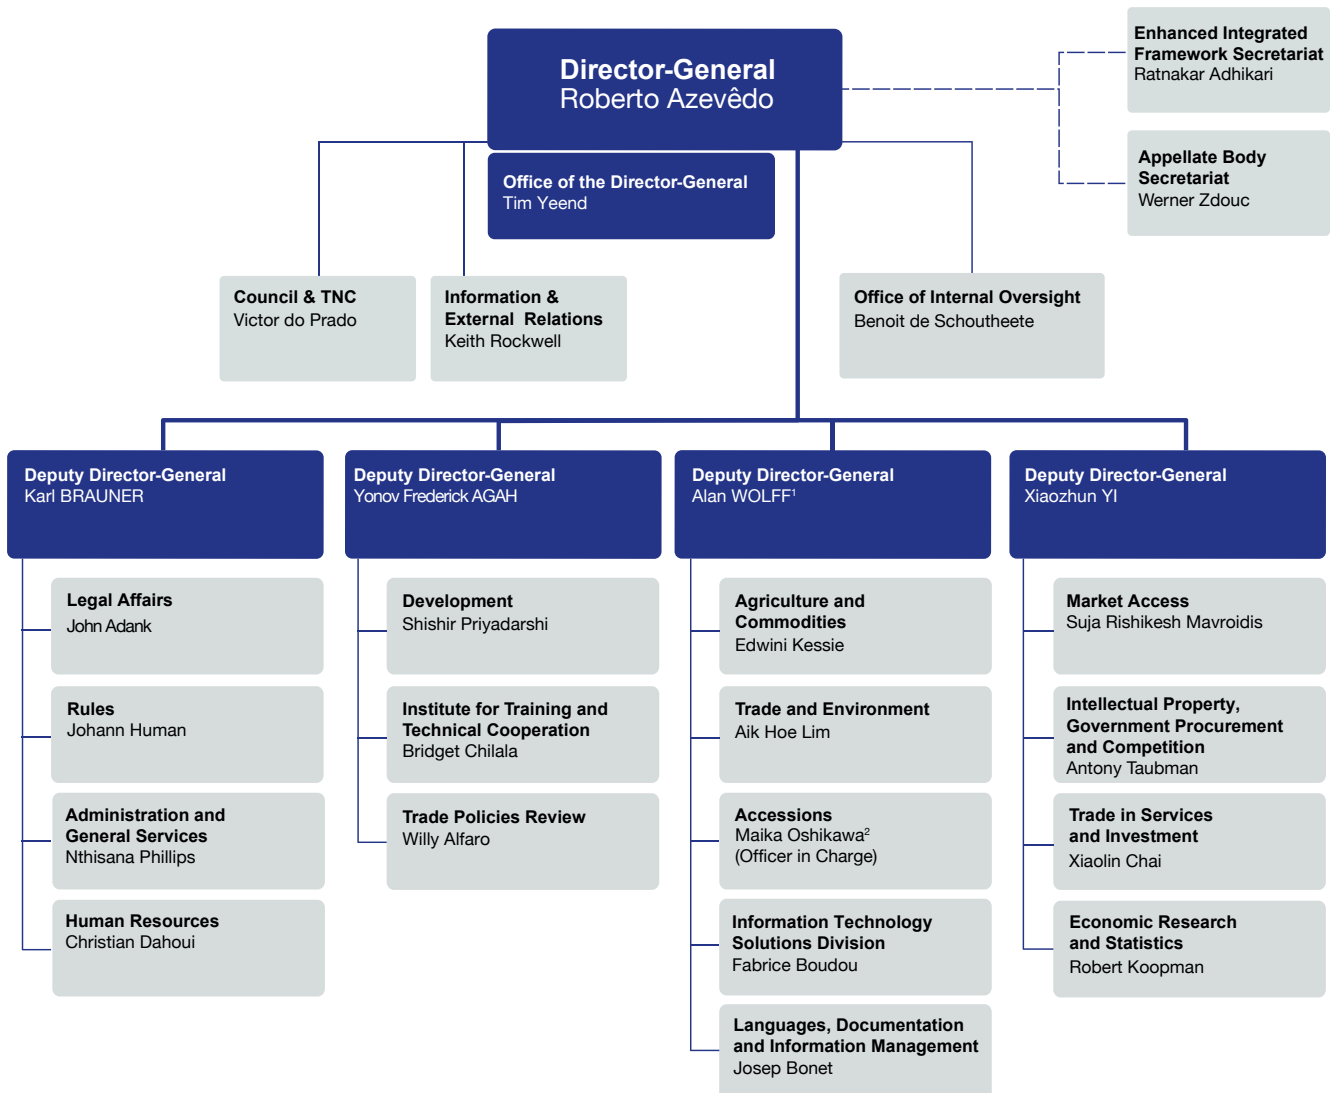 Director-General
Roberto Azevêdo
Enhanced Integrated
Framework Secretariat
Ratnakar Adhikari
Appellate Body
Secretariat
Werner Zdouc
Office of the Director-General
Tim Yeend
Council & TNC
Victor do Prado
Information &
External Relations
Keith Rockwell
Office of Internal Oversight
Benoit de Schoutheete
Deputy Director-General
Karl BRAUNER
Legal Affairs
John Adank
Rules
Johann Human
Administration and
General Services
Nthisana Phillips
Human Resources
Christian Dahoui
Deputy Director-General
Yonov Frederick AGAH
Development
Shishir Priyadarshi
Institute for Training and
Technical Cooperation
Bridget Chilala
Trade Policies Review
Willy Alfaro
Deputy Director-General
Alan WOLFF¹
Agriculture and
Commodities
Edwini Kessie
Trade and Environment
Aik Hoe Lim
Accessions
Maika Oshikawa²
(Officer in Charge)
Information Technology
Solutions Division
Fabrice Boudou
Languages, Documentation
and Information Management
Josep Bonet
Deputy Director-General
Xiaozhun YI
Market Access
Suja Rishikesh Mavroidis
Intellectual Property,
Government Procurement
and Competition
Antony Taubman
Trade in Services
and Investment
Xiaolin Chai
Economic Research
and Statistics
Robert Koopman